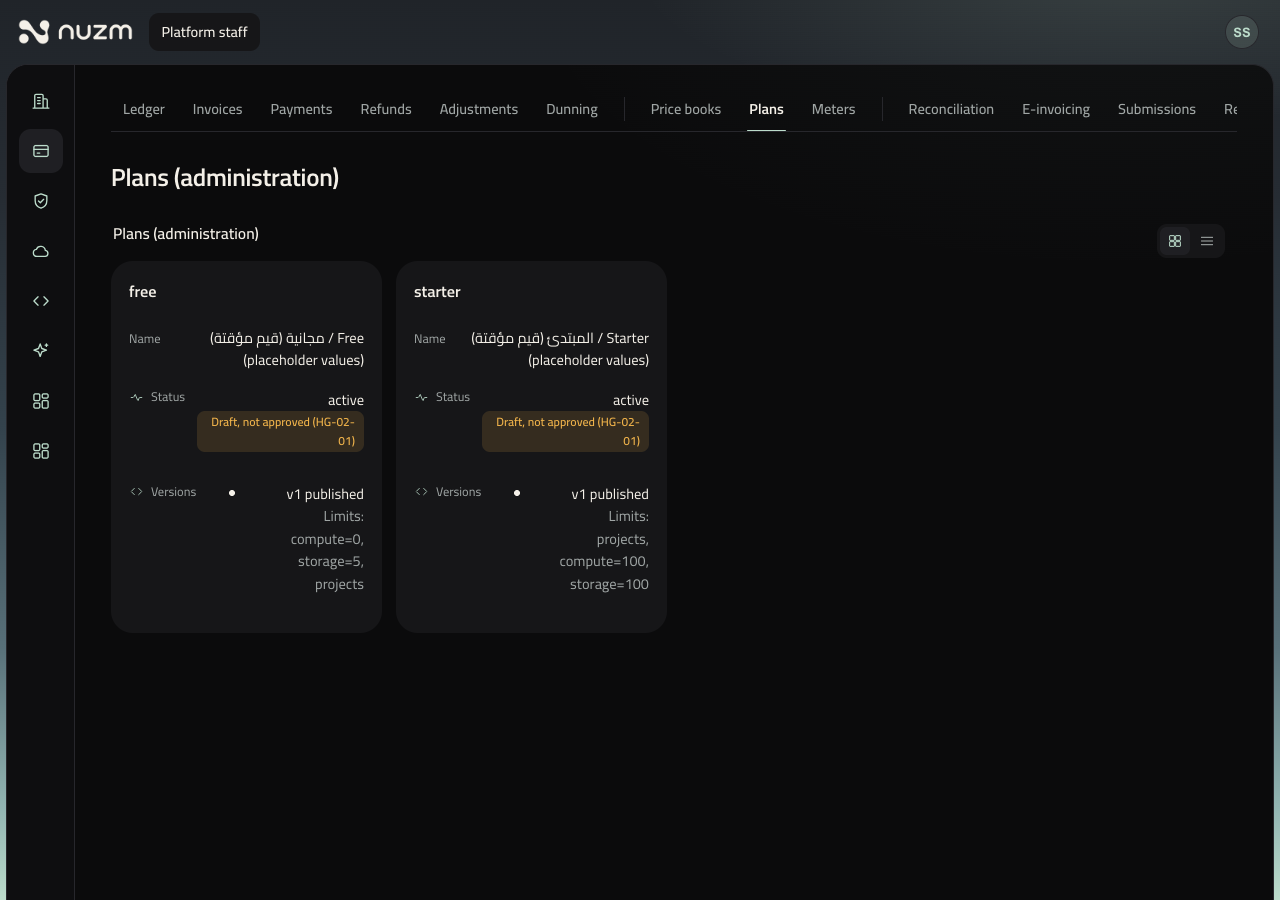 nuzm
Platform staff
SS
Ledger
Invoices
Payments
Refunds
Adjustments
Dunning
Price books
Plans
Meters
Reconciliation
E-invoicing
Submissions
Re
Plans (administration)
Plans (administration)
free
Name
مجانية (قيم مؤقتة) / Free
(placeholder values)
Status
active
Draft, not approved (HG-02-
01)
Versions
• v1 published
Limits:
compute=0,
storage=5,
projects
starter
Name
المبتدئ (قيم مؤقتة) / Starter
(placeholder values)
Status
active
Draft, not approved (HG-02-
01)
Versions
• v1 published
Limits:
projects,
compute=100,
storage=100